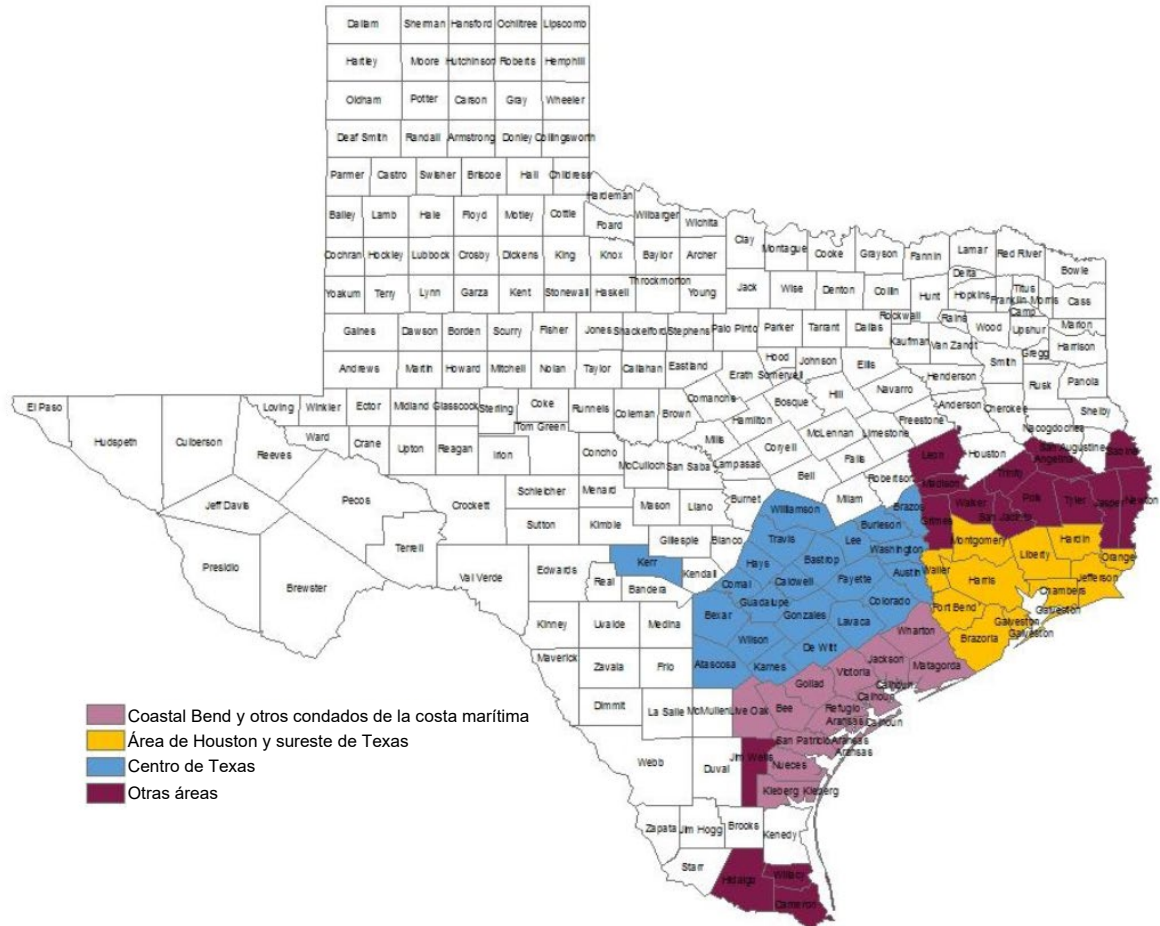 Dallam Sherman Hansford Ochiltree Lipscomb
Hartley Moore Hutchinson Roberts Hemphill
Oldham Potter Carson Gray Wheeler
Deaf Smith Randall Armstrong Donley Collingsworth
Parmer Castro Swisher Briscoe Hall Childress
Hardeman
Bailey Lamb Hale Floyd Motley Cottle Foard Wilbarger Wichita
Clay Montague Cooke Grayson Fannin Lamar Red River Bowie
Cochran Hockley Lubbock Crosby Dickens King Knox Baylor Archer
Delta Titus
Yoakum Terry Lynn Garza Kent Stonewall Haskell Throckmorton Young Jack Wise Denton Collin Hunt Hopkins Franklin Morris Cass
Rockwall Rains Camp
Gaines Dawson Borden Scurry Fisher Jones Shackelford Stephens Palo Pinto Parker Tarrant Dallas Kaufman Van Zandt Wood Upshur Marion
Gregg Harrison
Andrews Martin Howard Mitchell Nolan Taylor Callahan Eastland Erath Hood Somervell Johnson Ellis Henderson Smith Rusk Panola
El Paso Hudspeth Culberson Loving Winkler Ector Midland Glasscock Sterling Coke Runnels Coleman Brown Comanche Hamilton Bosque Hill Navarro Freestone Anderson Cherokee Shelby
Nacogdoches San Augustine
Reeves Ward Crane Upton Reagan Irion Tom Green Concho McCulloch San Saba Mills Lampasas Coryell McLennan Limestone Falls Bell Leon Houston Angelina Sabine
Jeff Davis Pecos Crockett Schleicher Menard Mason Llano Burnet Milam Robertson Madison Trinity
Williamson Brazos Grimes Walker San Jacinto Polk Tyler Jasper Newton
Presidio Brewster Terrell Val Verde Sutton Kimble Gillespie Blanco Travis Lee Burleson Washington Montgomery Liberty Hardin Orange
Edwards Kerr Kendall Hays Bastrop Austin Waller Harris Chambers Jefferson
Real Bandera Comal Caldwell Fayette Colorado Fort Bend Galveston
Galveston
Galveston
Kinney Uvalde Medina Bexar Guadalupe Gonzales Lavaca Wharton Brazoria
Maverick Zavala Frio Atascosa Wilson Karnes De Witt Jackson Matagorda
Dimmit La Salle McMullen Live Oak Bee Goliad Victoria Calhoun
Calhoun
Calhoun
Refugio
Aransas
Aransas
Aransas
San Patricio
Webb Duval Jim Wells Nueces
Kleberg Kleberg
Zapata Jim Hogg Brooks Kenedy
Starr Hidalgo Willacy
Cameron
Coastal Bend y otros condados de la costa marítima
Área de Houston y sureste de Texas
Centro de Texas
Otras áreas